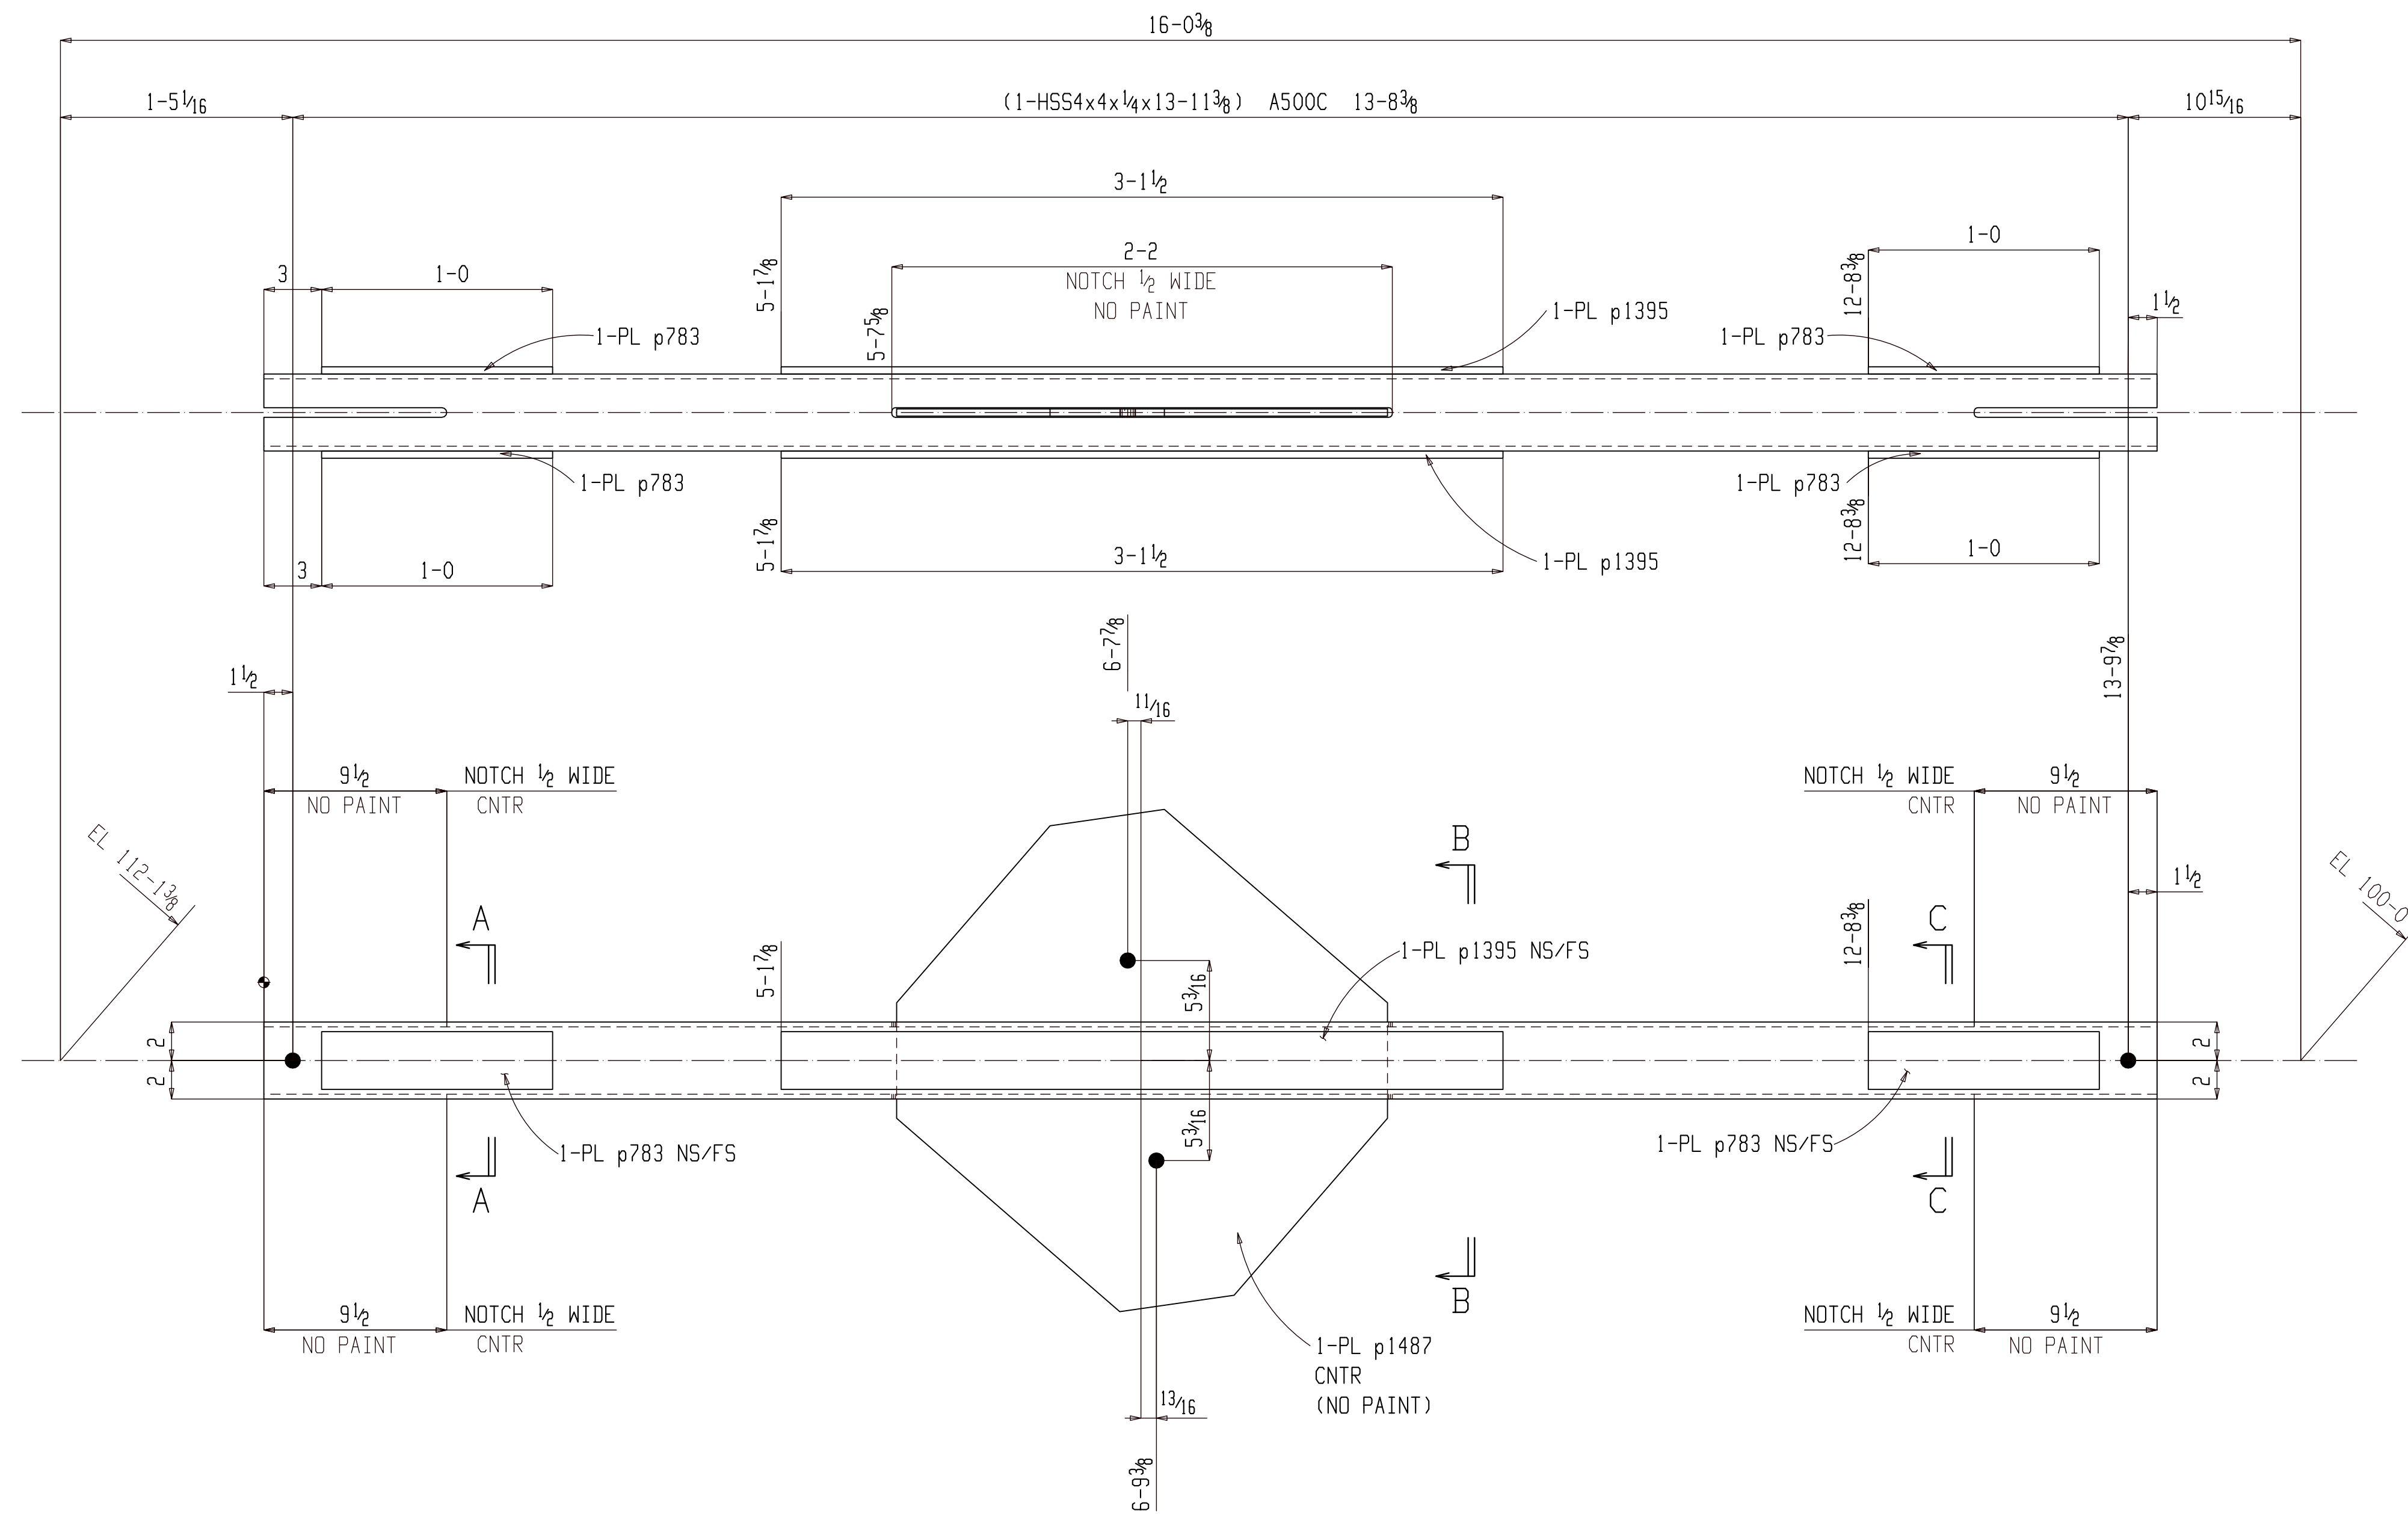 16-0 3/8
1-5 1/16
(1-HSS4x4x1/4x13-11 3/8) A500C 13-8 3/8
10 15/16
3-1 1/2
2-2
NOTCH 1/2 WIDE
NO PAINT
3
1-0
5-1 7/8
5-7 5/8
12-8 3/8
1-0
1 1/2
1-PL p783
1-PL p1395
1-PL p783
1-PL p783
1-PL p783
5-1 7/8
12-8 3/8
3
1-0
3-1 1/2
1-PL p1395
1-0
6-7 7/8
13-9 7/8
1 1/2
11/16
9 1/2
NO PAINT
NOTCH 1/2 WIDE
CNTR
NOTCH 1/2 WIDE
CNTR
9 1/2
NO PAINT
EL 112-1 3/8
B
EL 100-0
1 1/2
A
C
5-1 7/8
1-PL p1395 NS/FS
12-8 3/8
5 3/16
2
2
2
2
5 3/16
1-PL p783 NS/FS
1-PL p783 NS/FS
A
C
B
9 1/2
NO PAINT
NOTCH 1/2 WIDE
CNTR
1-PL p1487
CNTR
(NO PAINT)
NOTCH 1/2 WIDE
CNTR
9 1/2
NO PAINT
13/16
6-9 3/8